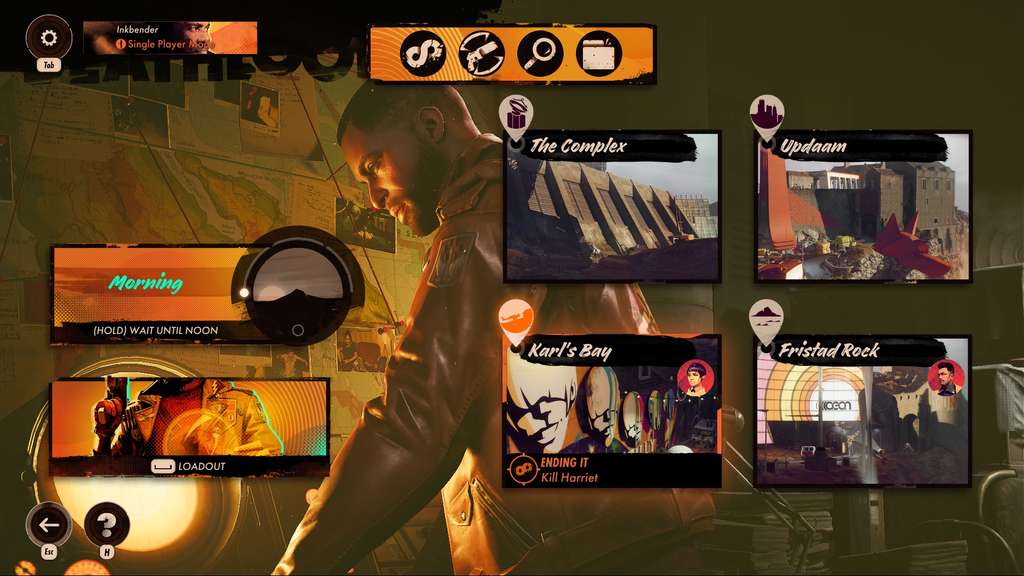 Inkbender
Single Player Mode
Tab
DEATHLOOP
The Complex
Updaam
Morning
(HOLD) WAIT UNTIL NOON
Karl's Bay
Fristad Rock
ENDING IT
Kill Harriet
LOADOUT
Esc
H